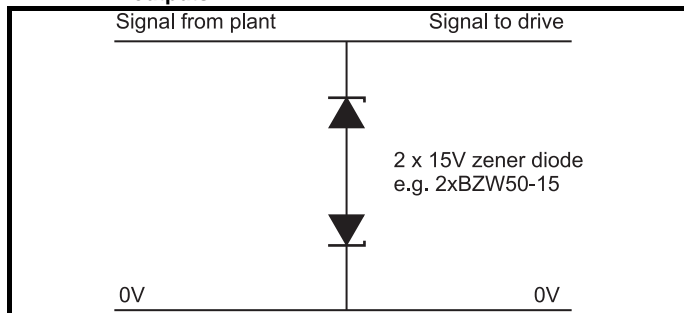 Signal from plant Signal to drive
2 x 15V zener diode
e.g. 2xBZW50-15
0V 0V